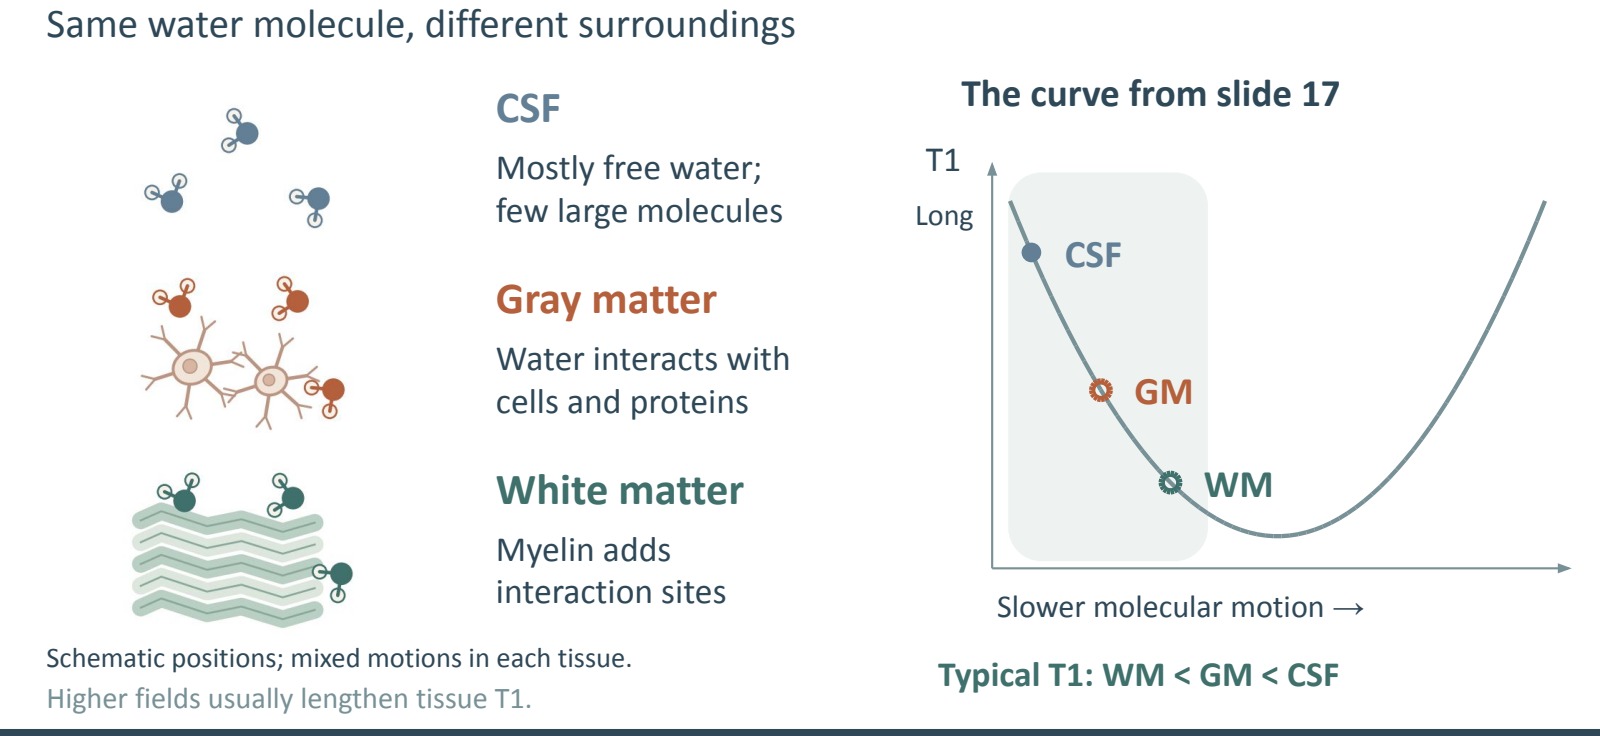 Same water molecule, different surroundings
CSF
Mostly free water;
few large molecules
Gray matter
Water interacts with
cells and proteins
White matter
Myelin adds
interaction sites
Schematic positions; mixed motions in each tissue.
Higher fields usually lengthen tissue T1.
The curve from slide 17
T1
Long
CSF
GM
WM
Slower molecular motion →
Typical T1: WM < GM < CSF